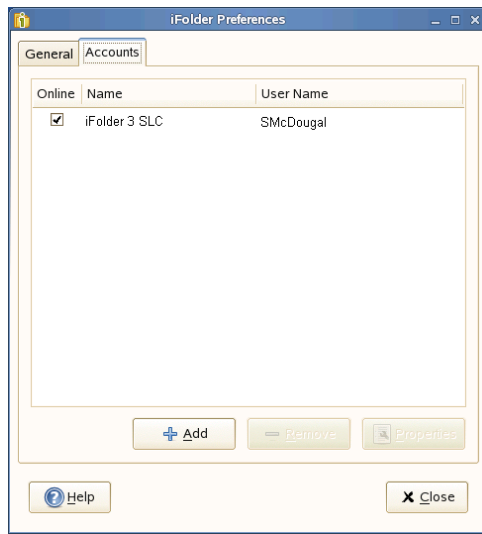 iFolder Preferences
General Accounts
Online Name User Name
iFolder 3 SLC SMcDougal
Add Remove Properties
Help Close